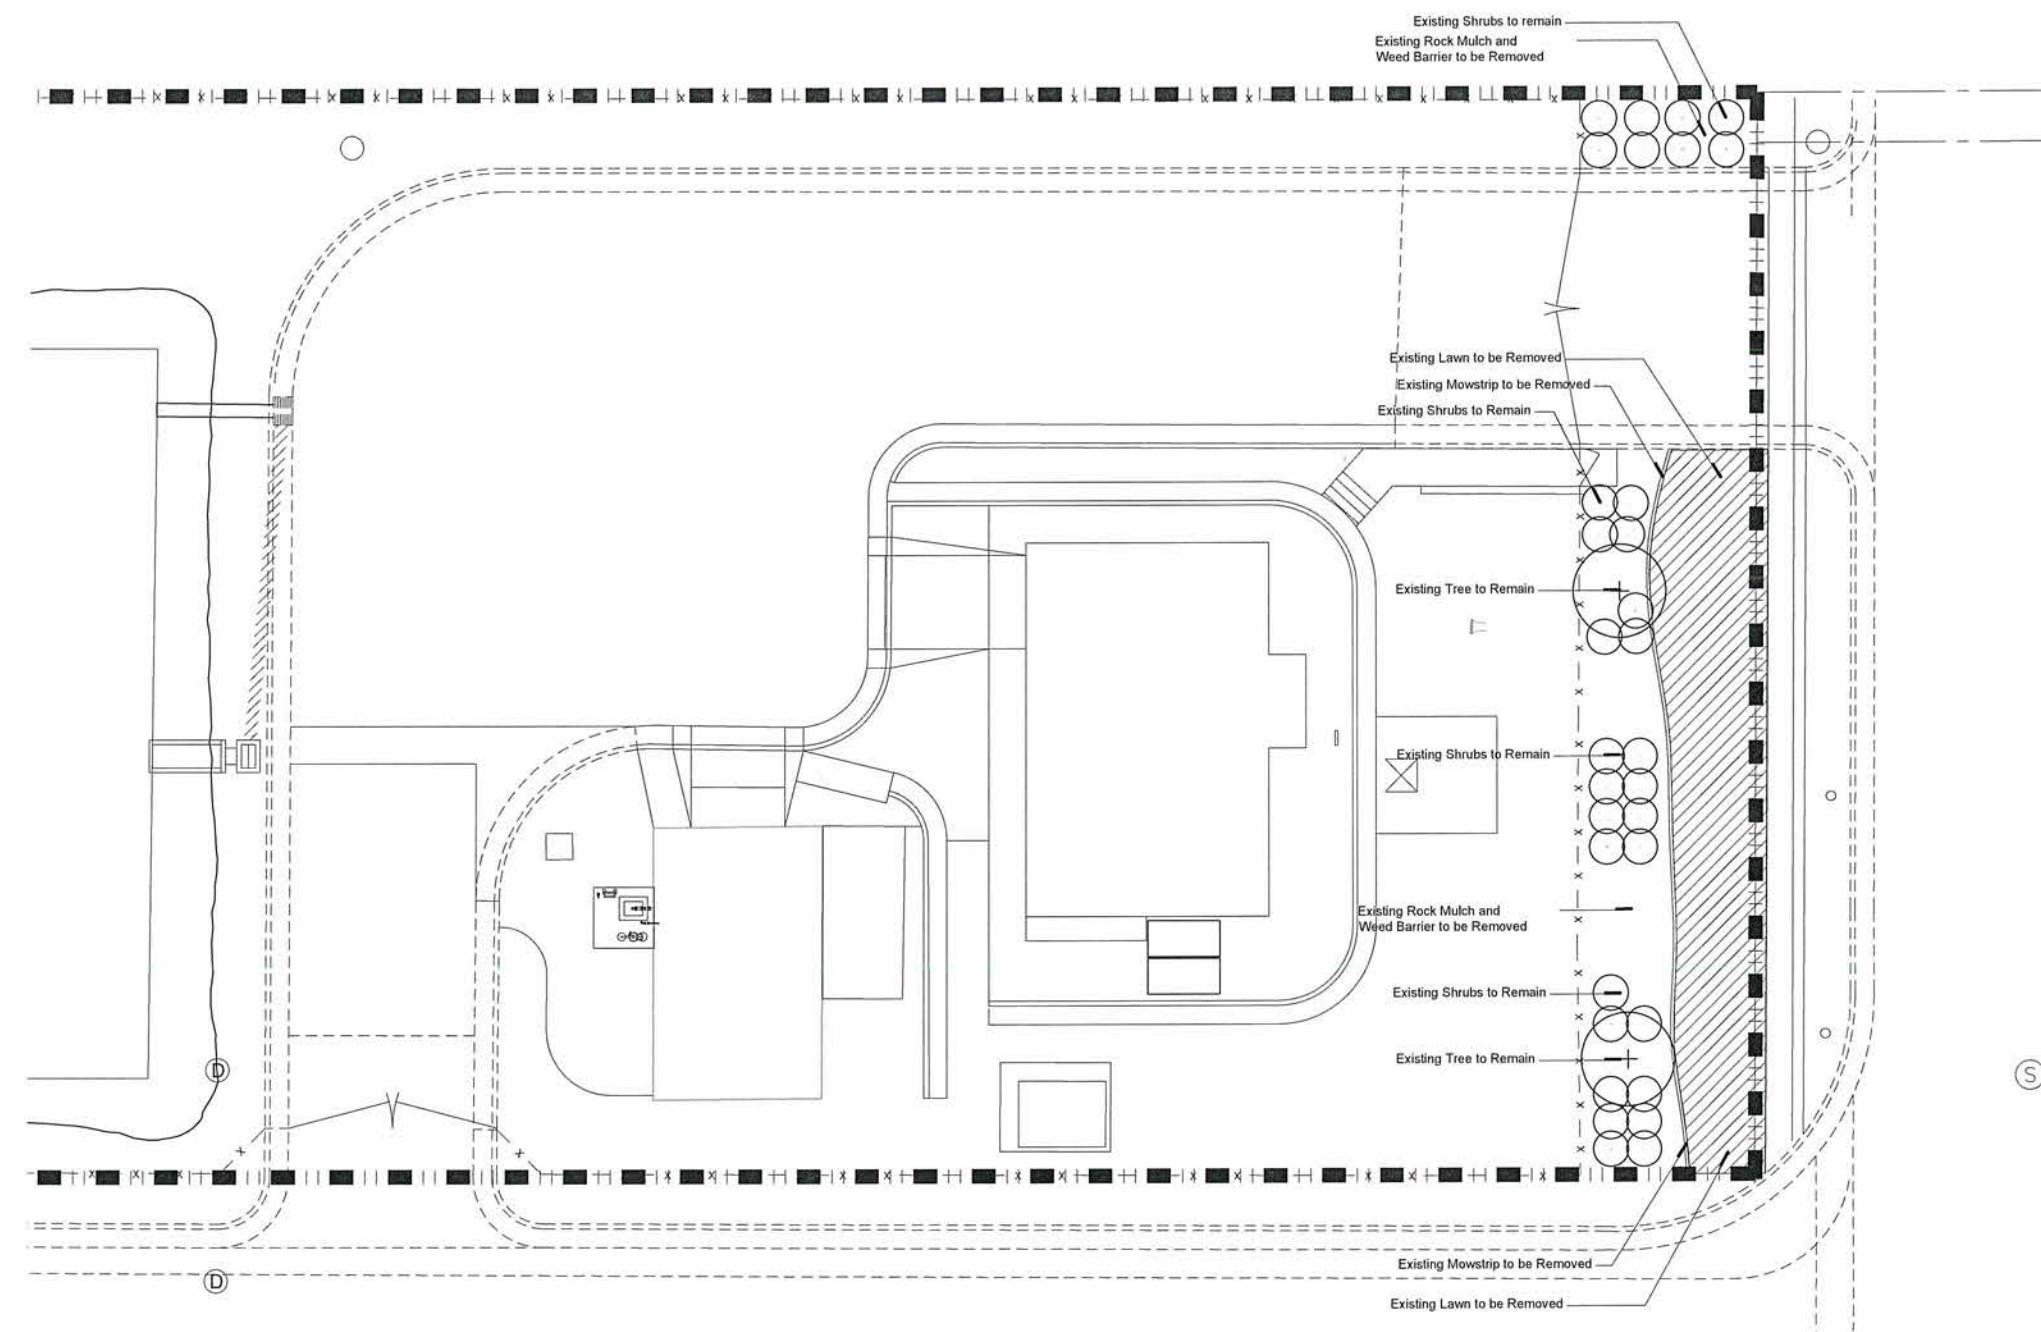 Existing Shrubs to remain
Existing Rock Mulch and
Weed Barrier to be Removed
Existing Lawn to be Removed
Existing Mowstrip to be Removed
Existing Shrubs to Remain
Existing Tree to Remain
Existing Shrubs to Remain
Existing Rock Mulch and
Weed Barrier to be Removed
Existing Shrubs to Remain
Existing Tree to Remain
D
S
Existing Mowstrip to be Removed
D
Existing Lawn to be Removed